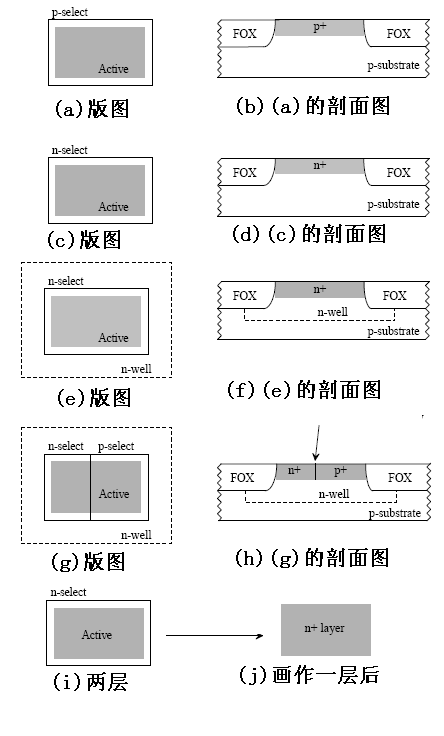 p-select
Active
(a)版图
FOX
p+
FOX
p-substrate
(b)(a)的剖面图
n-select
Active
(c)版图
FOX
n+
FOX
p-substrate
(d)(c)的剖面图
n-select
Active
n-well
(e)版图
FOX
n+
FOX
n-well
p-substrate
(f)(e)的剖面图
n-select p-select
Active
n-well
(g)版图
FOX
n+ p+
FOX
n-well
p-substrate
(h)(g)的剖面图
n-select
Active
(i)两层
n+ layer
(j)画作一层后